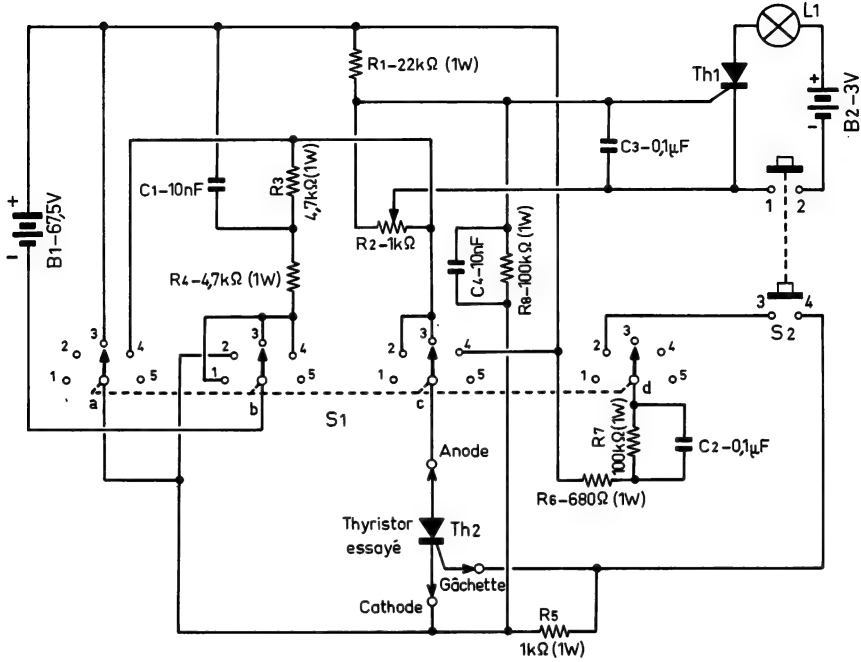 L1
R1-22kΩ (1W)
Th1
+
B2-3V
-
C3-0,1µF
C1-10nF
R3
4,7kΩ(1W)
+
B1-67,5V
-
R2-1kΩ
1 2
R4-4,7kΩ (1W)
C4-10nF
R8-100kΩ (1W)
3 4
S2
2 3 4
1 5
a
2 3 4
1 5
b
2 3 4
1 5
c
2 3 4
1 5
d
S1
R7
100kΩ(1W)
C2-0,1µF
Anode
R6-680Ω (1W)
Thyristor
essayé
Th2
Gâchette
Cathode
R5
1kΩ (1W)